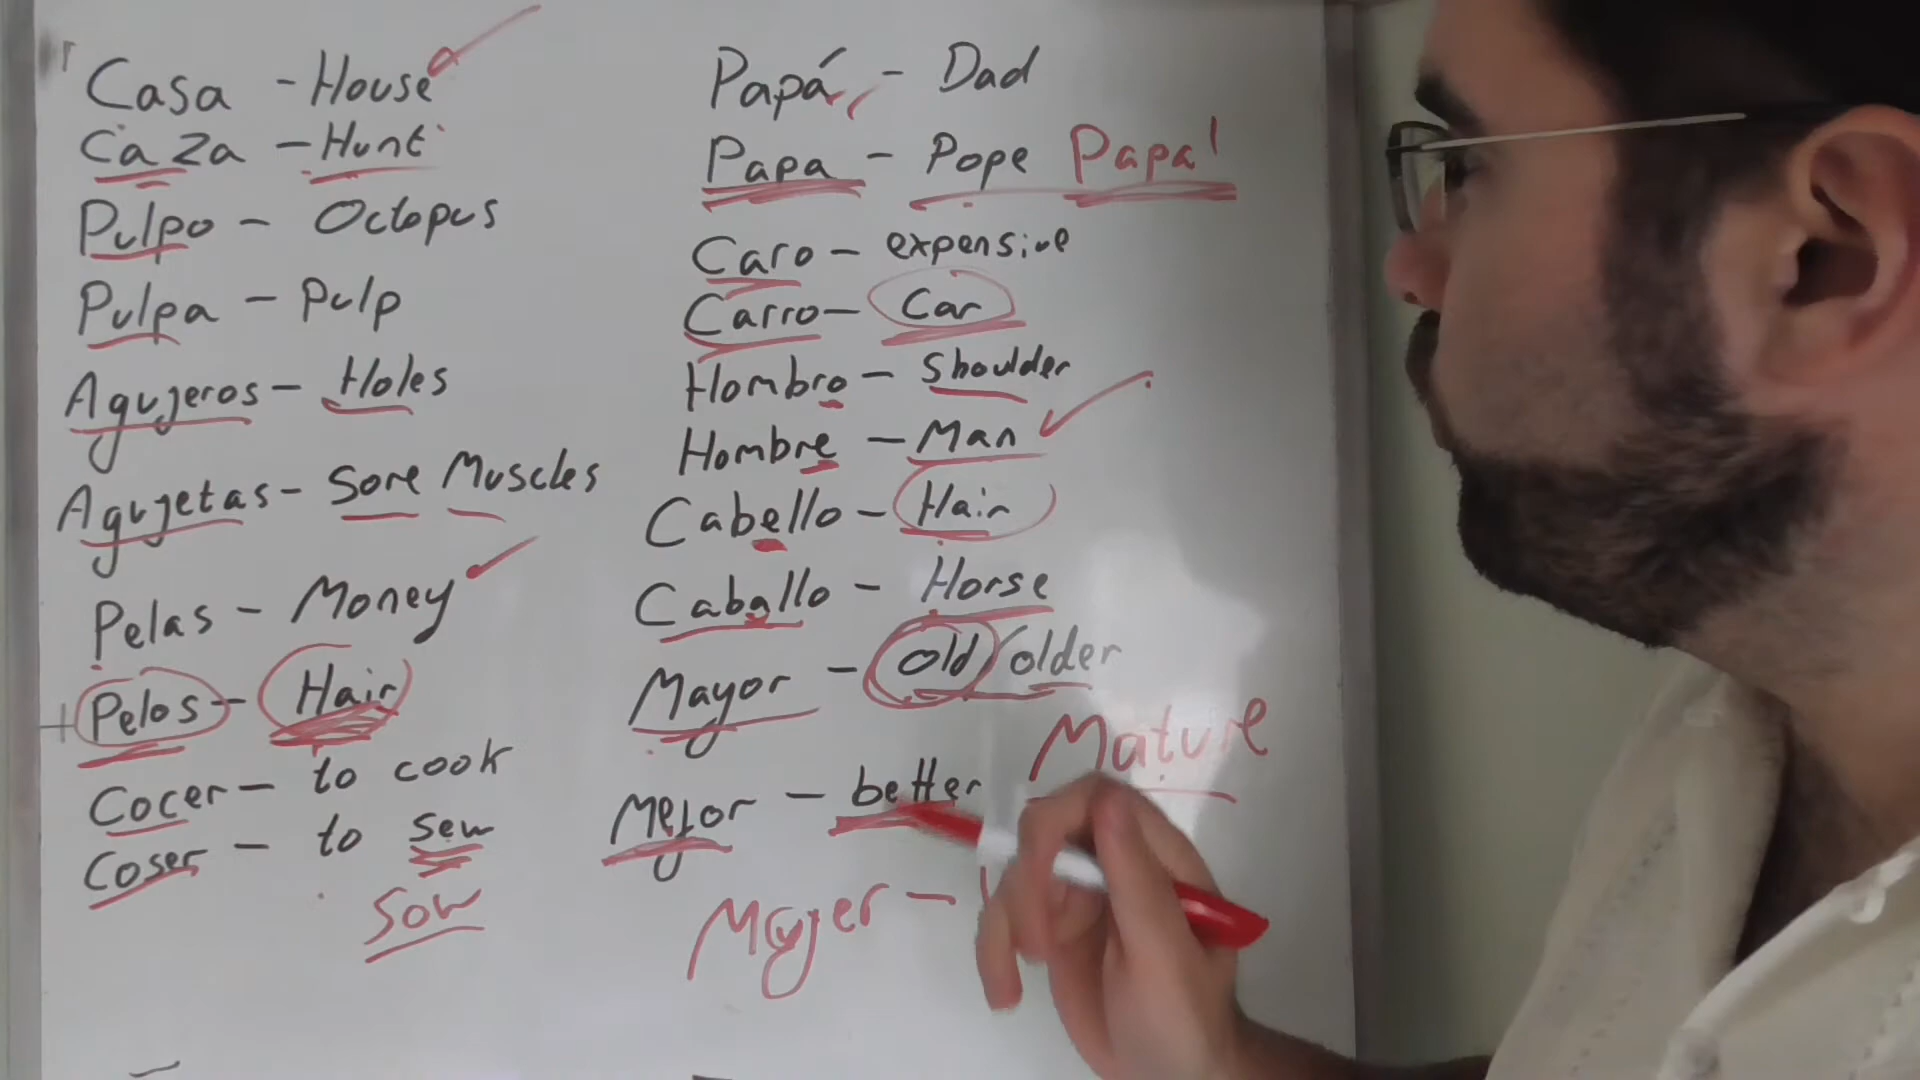 Casa - House
Caza - Hunt
Pulpo - Octopus
Pulpa - Pulp
Agujeros - Holes
Agujetas - Sore Muscles
Pelas - Money
Pelos - Hair
Cocer - to cook
Coser - to sew
Sow
Papá, - Dad
Papa - Pope Papal
Caro - expensive
Carro - Car
Hombro - Shoulder
Hombre - Man
Cabello - Hair
Caballo - Horse
Mayor - old/older
Mature
Mejor - better